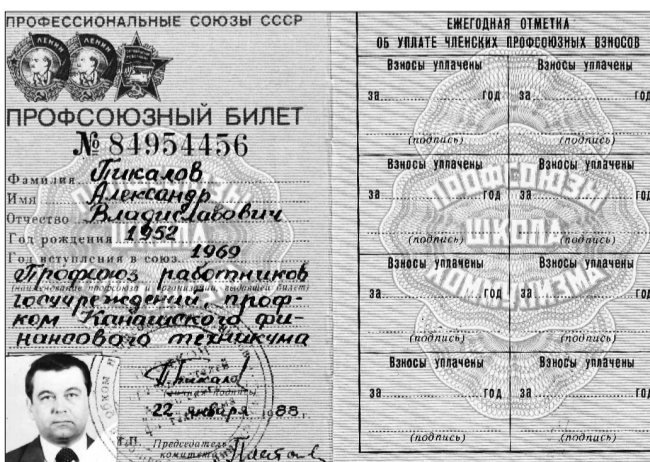 ПРОФЕССИОНАЛЬНЫЕ СОЮЗЫ СССР
ЛЕНИН ЛЕНИН
ПРОФСОЮЗНЫЙ БИЛЕТ
№ 84954456
Фамилия Пикалов
Имя Александр
Отчество Владиславович
Год рождения 1952
Год вступления в союз 1969
Профсоюз работников
(наименование профсоюза и организации, выдавшей билет)
госучреждений проф-
ком Канашского фи-
нансового техникума
(личная подпись)
22 января 1988 г.
М.П. Председатель
комитета
ЕЖЕГОДНАЯ ОТМЕТКА
ОБ УПЛАТЕ ЧЛЕНСКИХ ПРОФСОЮЗНЫХ ВЗНОСОВ
Взносы уплачены Взносы уплачены
за год за год
(подпись) (подпись)
Взносы уплачены Взносы уплачены
за год за год
(подпись) (подпись)
Взносы уплачены Взносы уплачены
за год за год
(подпись) (подпись)
Взносы уплачены Взносы уплачены
за год за год
(подпись) (подпись)
ПРОФСОЮЗЫ
ШКОЛА
КОММУНИЗМА